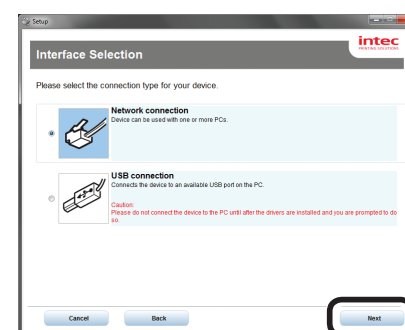 Setup
intec
PRINTING SOLUTIONS
Interface Selection
Please select the connection type for your device.
Network connection
Device can be used with one or more PCs.
USB connection
Connects the device to an available USB port on the PC.
Caution:
Please do not connect the device to the PC until after the drivers are installed and you are prompted to do
so.
Cancel
Back
Next